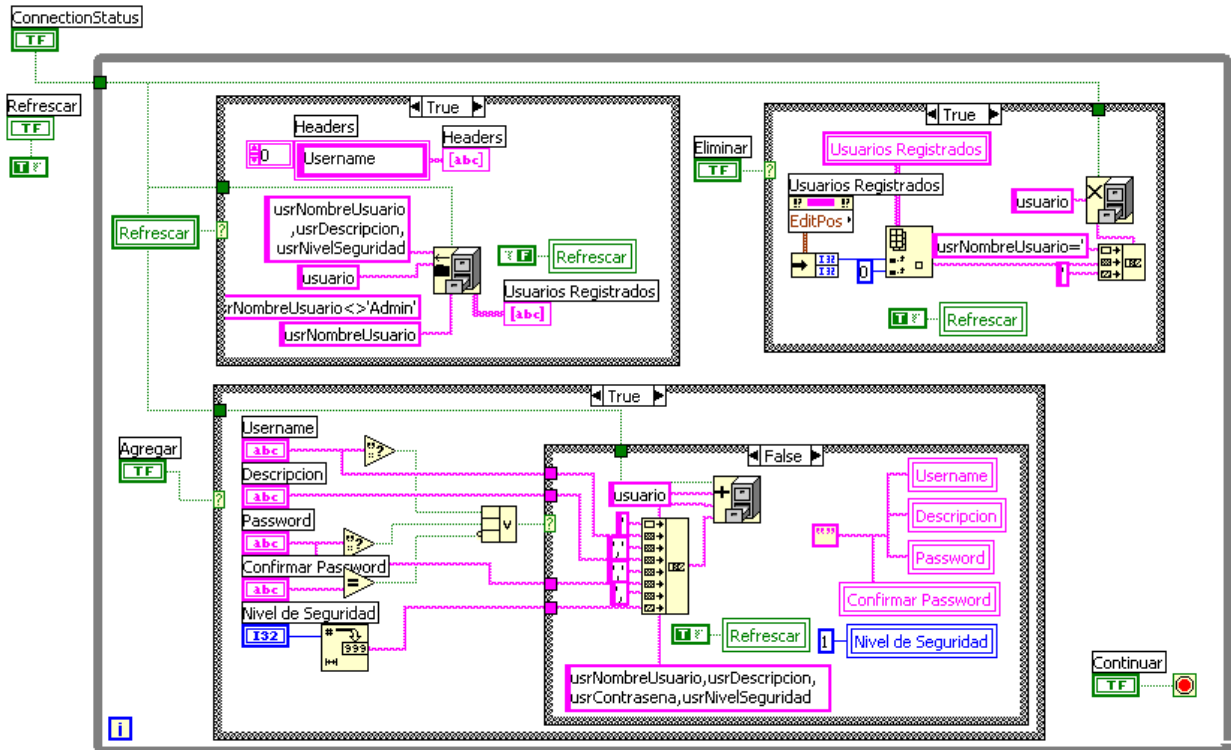 ConnectionStatus
TF
Refrescar
TF
T
True
Headers
0
Username
Headers
[abc]
Refrescar
?
usrNombreUsuario
,usrDescripcion,
usrNivelSeguridad
usuario
rNombreUsuario<>'Admin'
usrNombreUsuario
F
Refrescar
Usuarios Registrados
[abc]
True
Eliminar
TF
?
Usuarios Registrados
Usuarios Registrados
!? !?
EditPos
I32
I32
0
usuario
usrNombreUsuario='
'
T
Refrescar
True
Agregar
TF
?
Username
abc
Descripcion
abc
Password
abc
Confirmar Password
abc
=
Nivel de Seguridad
I32
#
999
V
?
False
usuario
'
','
','
',
T
Refrescar
usrNombreUsuario,usrDescripcion,
usrContrasena,usrNivelSeguridad
Username
Descripcion
Password
Confirmar Password
1
Nivel de Seguridad
Continuar
TF
i